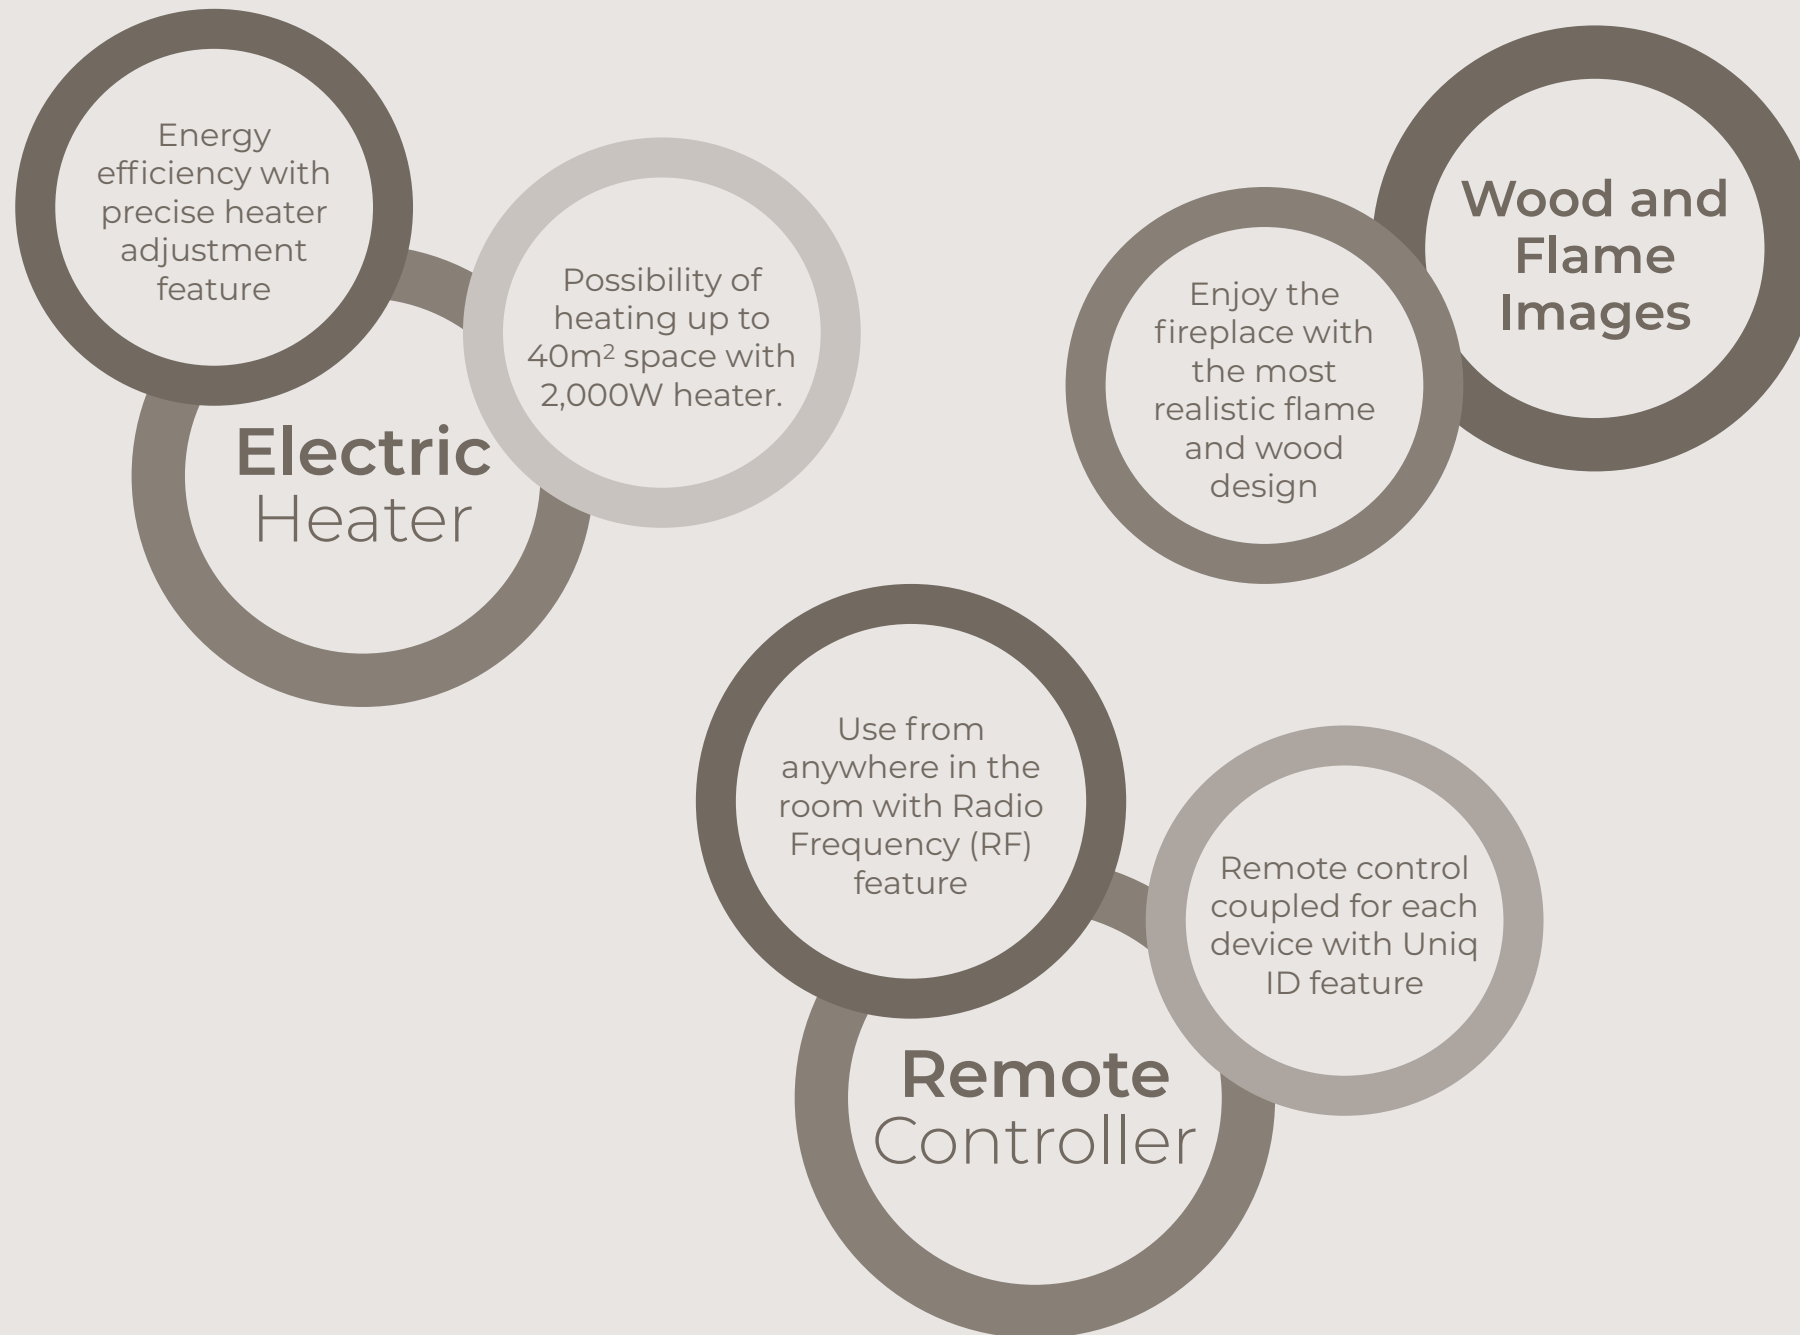 Energy
efficiency with
precise heater
adjustment
feature
Possibility of
heating up to
40m² space with
2,000W heater.
Electric
Heater
Wood and
Flame
Images
Enjoy the
fireplace with
the most
realistic flame
and wood
design
Use from
anywhere in the
room with Radio
Frequency (RF)
feature
Remote control
coupled for each
device with Uniq
ID feature
Remote
Controller